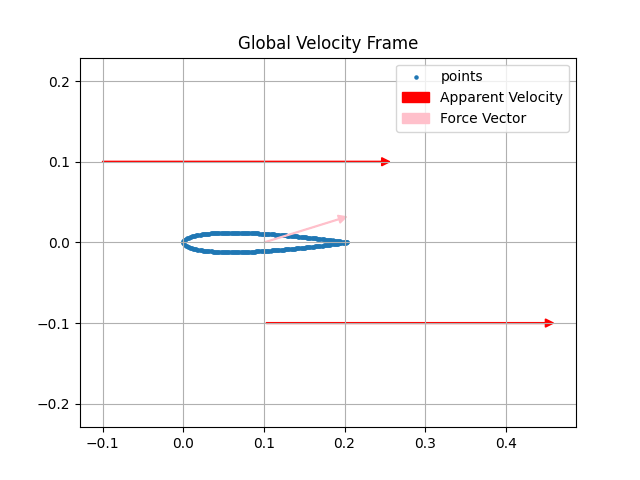 Global Velocity Frame
points
Apparent Velocity
Force Vector
0.2
0.1
0.0
−0.1
−0.2
−0.1 0.0 0.1 0.2 0.3 0.4